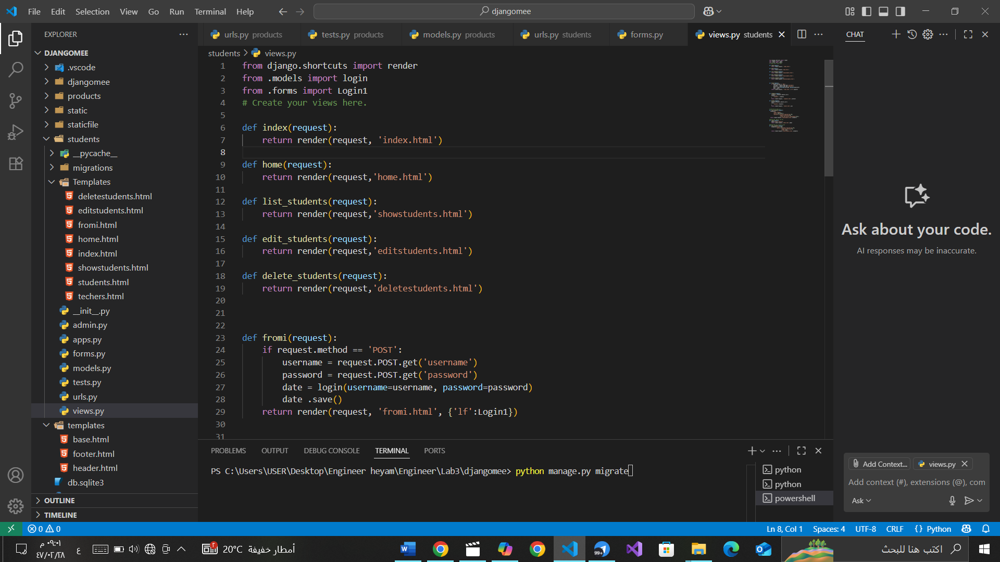 File Edit Selection View Go Run Terminal Help
djangomee
EXPLORER
DJANGOMEE
.vscode
djangomee
products
static
staticfile
students
__pycache__
migrations
Templates
deletestudents.html
editstudents.html
fromi.html
home.html
index.html
showstudents.html
students.html
techers.html
__init__.py
admin.py
apps.py
forms.py
models.py
tests.py
urls.py
views.py
templates
base.html
footer.html
header.html
db.sqlite3
OUTLINE
TIMELINE
urls.py products
tests.py products
models.py products
urls.py students
forms.py
views.py students
students > views.py
1 from django.shortcuts import render
2 from .models import login
3 from .forms import Login1
4 # Create your views here.
5
6 def index(request):
7 return render(request, 'index.html')
8
9 def home(request):
10 return render(request,'home.html')
11
12 def list_students(request):
13 return render(request,'showstudents.html')
14
15 def edit_students(request):
16 return render(request,'editstudents.html')
17
18 def delete_students(request):
19 return render(request,'deletestudents.html')
20
21
22
23 def fromi(request):
24 if request.method == 'POST':
25 username = request.POST.get('username')
26 password = request.POST.get('password')
27 date = login(username=username, password=password)
28 date .save()
29 return render(request, 'fromi.html', {'lf':Login1})
30
31
PROBLEMS OUTPUT DEBUG CONSOLE TERMINAL PORTS
PS C:\Users\USER\Desktop\Engineer heyam\Engineer\Lab3\djangomee> python manage.py migrate
python
python
powershell
CHAT
Ask about your code.
AI responses may be inaccurate.
Add Context...
views.py
Add context (#), extensions (@), com
Ask
0 0
Ln 8, Col 1 Spaces: 4 UTF-8 CRLF {} Python
٠٩:٠١ م
٤٧/٠٢/٢٨
ع
٢
20°C أمطار خفيفة
99+
اكتب هنا للبحث